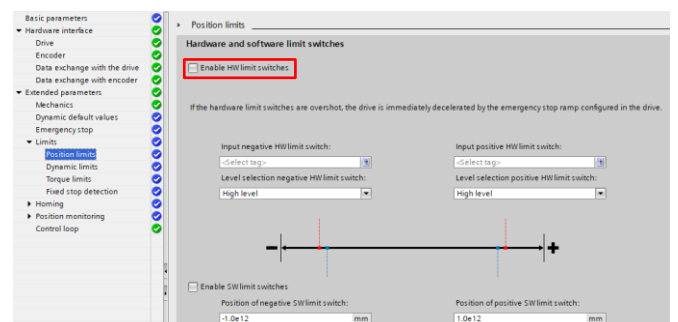 Basic parameters
Hardware interface
Drive
Encoder
Data exchange with the drive
Data exchange with encoder
Extended parameters
Mechanics
Dynamic default values
Emergency stop
Limits
Position limits
Dynamic limits
Torque limits
Fixed stop detection
Homing
Position monitoring
Control loop
Position limits
Hardware and software limit switches
Enable HW limit switches
If the hardware limit switches are overshot, the drive is immediately decelerated by the emergency stop ramp configured in the drive.
Input negative HW limit switch:
Input positive HW limit switch:
<Select tag>
<Select tag>
Level selection negative HW limit switch:
Level selection positive HW limit switch:
High level
High level
Enable SW limit switches
Position of negative SW limit switch:
Position of positive SW limit switch:
-1.0e12 mm
1.0e12 mm